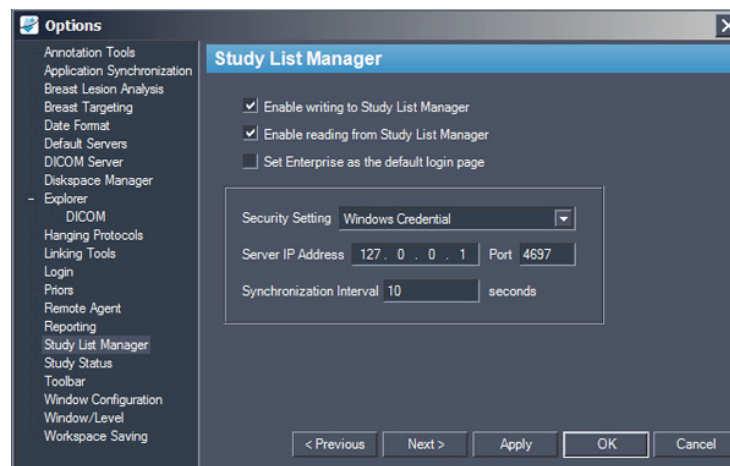 Options
Annotation Tools
Application Synchronization
Breast Lesion Analysis
Breast Targeting
Date Format
Default Servers
DICOM Server
Diskspace Manager
Explorer
DICOM
Hanging Protocols
Linking Tools
Login
Priors
Remote Agent
Reporting
Study List Manager
Study Status
Toolbar
Window Configuration
Window/Level
Workspace Saving
Study List Manager
Enable writing to Study List Manager
Enable reading from Study List Manager
Set Enterprise as the default login page
Security Setting Windows Credential
Server IP Address 127 . 0 . 0 . 1 Port 4697
Synchronization Interval 10 seconds
< Previous Next > Apply OK Cancel